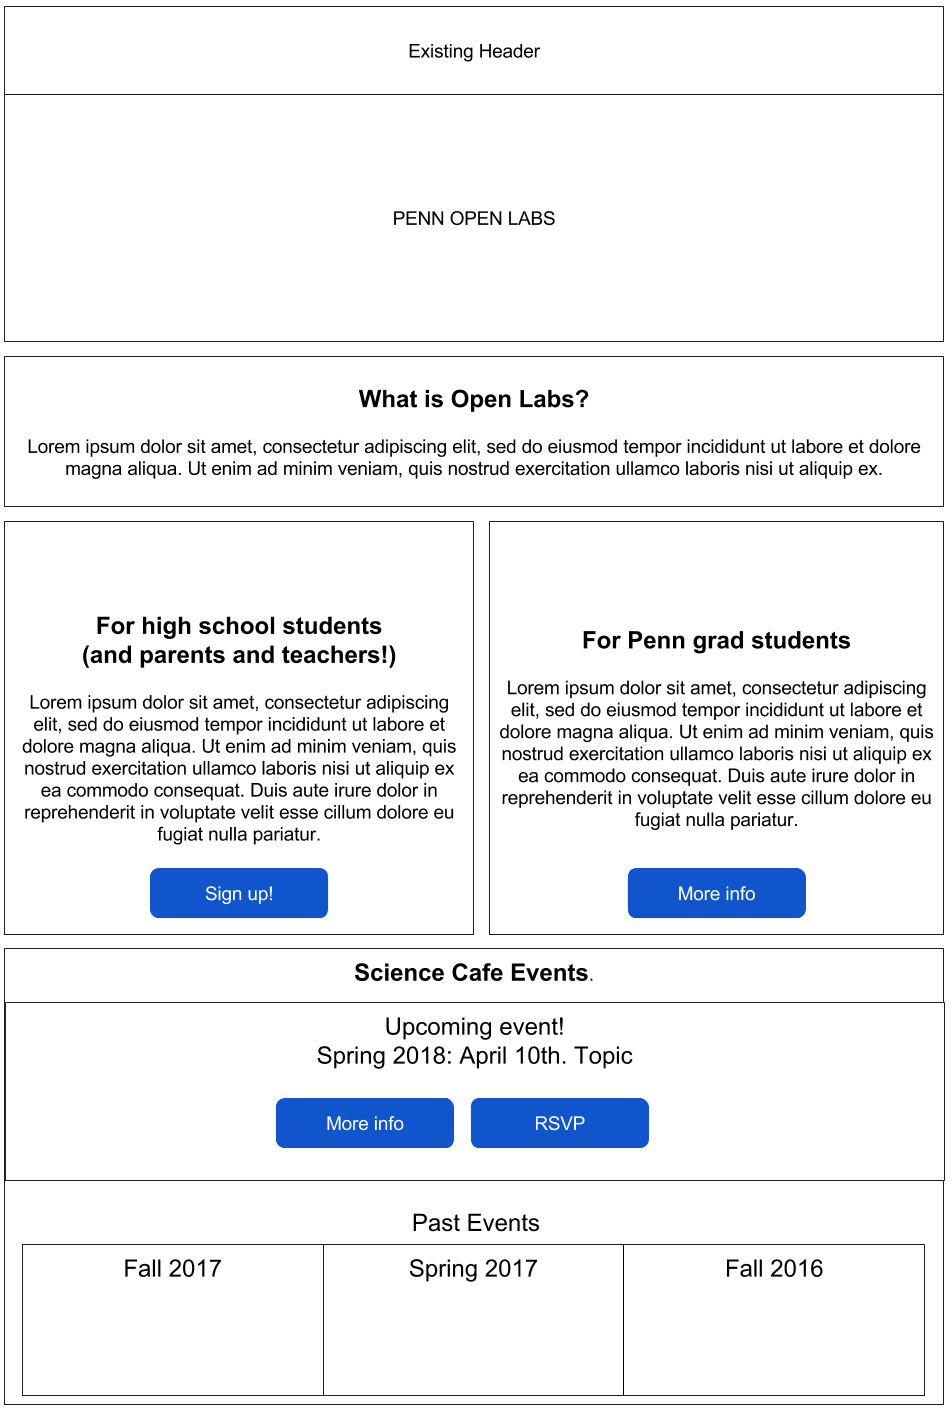 Existing Header
PENN OPEN LABS
What is Open Labs?
Lorem ipsum dolor sit amet, consectetur adipiscing elit, sed do eiusmod tempor incididunt ut labore et dolore
magna aliqua. Ut enim ad minim veniam, quis nostrud exercitation ullamco laboris nisi ut aliquip ex.
For high school students
(and parents and teachers!)
Lorem ipsum dolor sit amet, consectetur adipiscing
elit, sed do eiusmod tempor incididunt ut labore et
dolore magna aliqua. Ut enim ad minim veniam, quis
nostrud exercitation ullamco laboris nisi ut aliquip ex
ea commodo consequat. Duis aute irure dolor in
reprehenderit in voluptate velit esse cillum dolore eu
fugiat nulla pariatur.
Sign up!
For Penn grad students
Lorem ipsum dolor sit amet, consectetur adipiscing
elit, sed do eiusmod tempor incididunt ut labore et
dolore magna aliqua. Ut enim ad minim veniam, quis
nostrud exercitation ullamco laboris nisi ut aliquip ex
ea commodo consequat. Duis aute irure dolor in
reprehenderit in voluptate velit esse cillum dolore eu
fugiat nulla pariatur.
More info
Science Cafe Events.
Upcoming event!
Spring 2018: April 10th. Topic
More info
RSVP
Past Events
Fall 2017
Spring 2017
Fall 2016